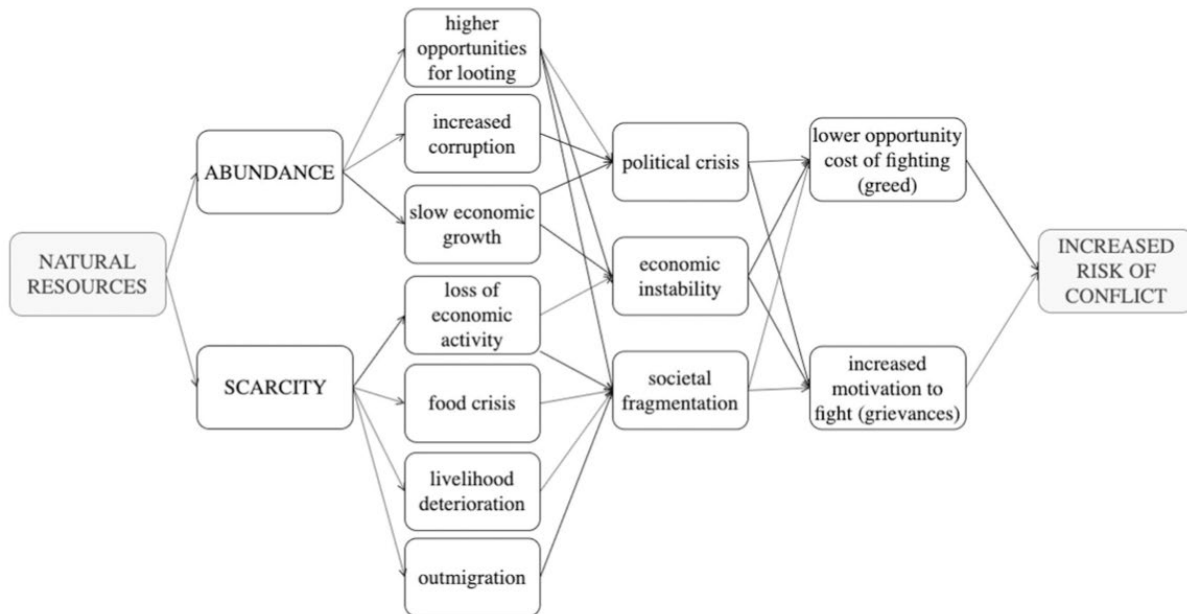 NATURAL
RESOURCES
ABUNDANCE
SCARCITY
higher
opportunities
for looting
increased
corruption
slow economic
growth
loss of
economic
activity
food crisis
livelihood
deterioration
outmigration
political crisis
economic
instability
societal
fragmentation
lower opportunity
cost of fighting
(greed)
increased
motivation to
fight (grievances)
INCREASED
RISK OF
CONFLICT